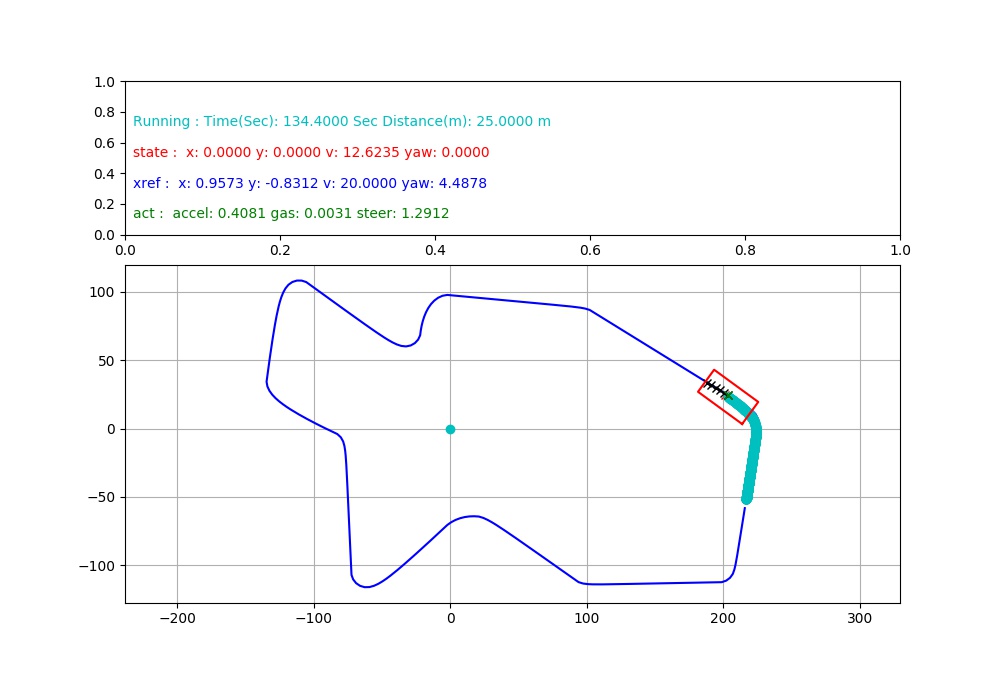 1.0
0.8
0.6
0.4
0.2
0.0
Running : Time(Sec): 134.4000 Sec Distance(m): 25.0000 m
state :  x: 0.0000 y: 0.0000 v: 12.6235 yaw: 0.0000
xref :  x: 0.9573 y: -0.8312 v: 20.0000 yaw: 4.4878
act :  accel: 0.4081 gas: 0.0031 steer: 1.2912
0.0 0.2 0.4 0.6 0.8 1.0
100
50
0
−50
−100
−200 −100 0 100 200 300